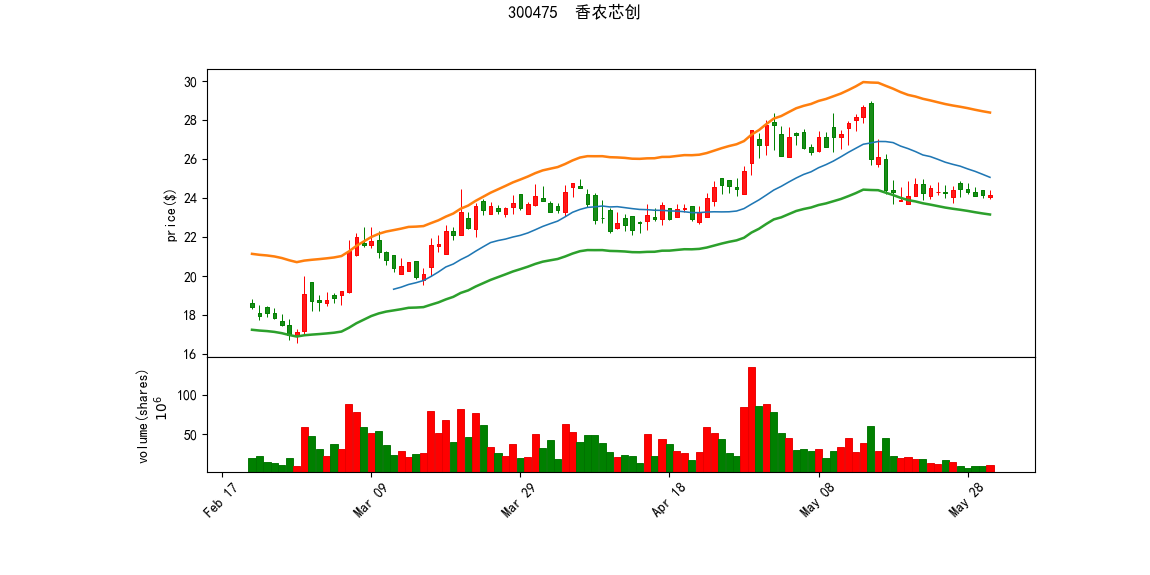 300475  香农芯创
price($)
30
28
26
24
22
20
18
16
volume(shares)
10^6
100
50
Feb 17
Mar 09
Mar 29
Apr 18
May 08
May 28